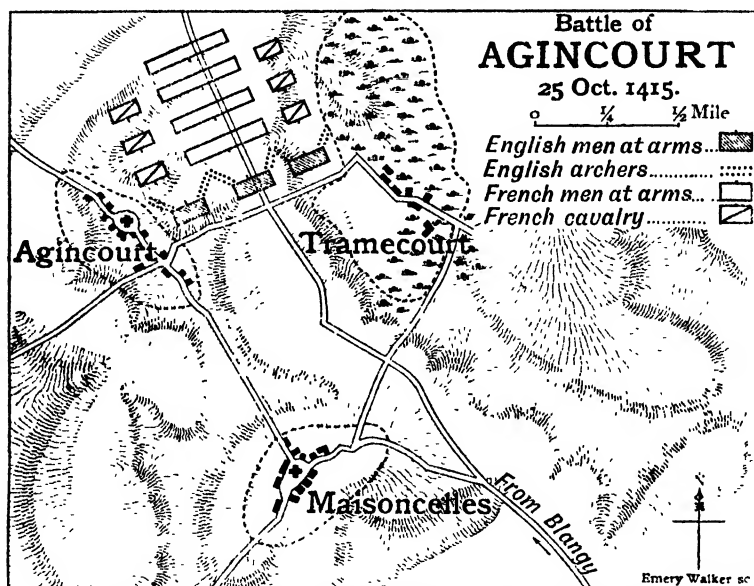 Battle of
AGINCOURT
25 Oct. 1415.
0 ¼ ½ Mile
English men at arms...
English archers............
French men at arms...
French cavalry..........
Agincourt
Tramecourt
Maisoncelles
From Blangy
Emery Walker sc